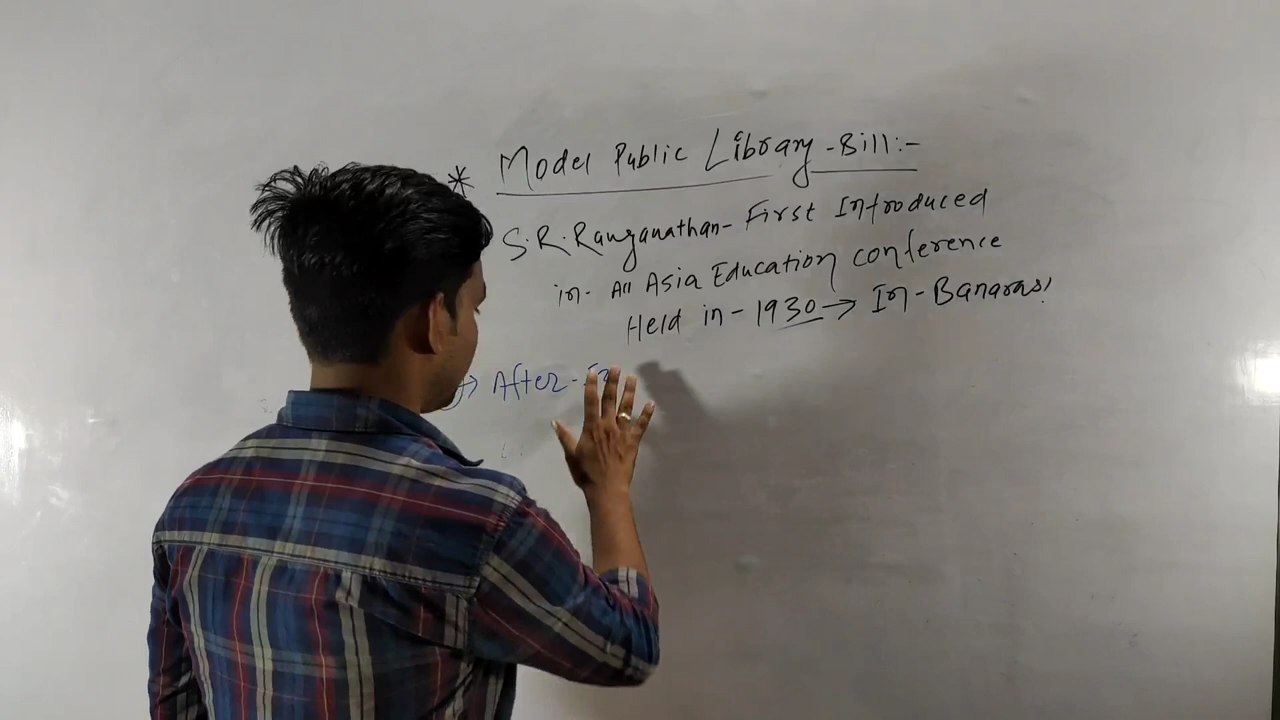 * Model Public Library-Bill:-
S.R.Ranganathan- First Introduced
in- All Asia Education conference
Held in - 1930 → In-Banaras,
→ After-